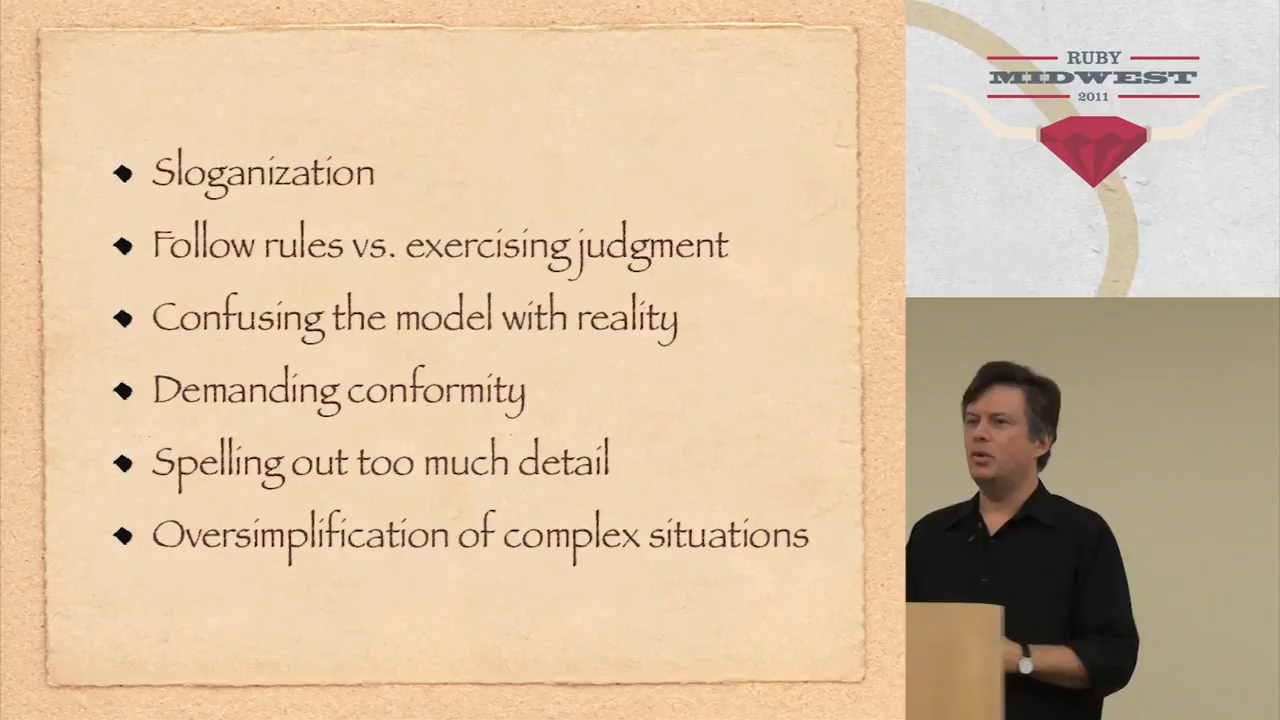 Sloganization
Follow rules vs. exercising judgment
Confusing the model with reality
Demanding conformity
Spelling out too much detail
Oversimplification of complex situations
RUBY
MIDWEST
2011